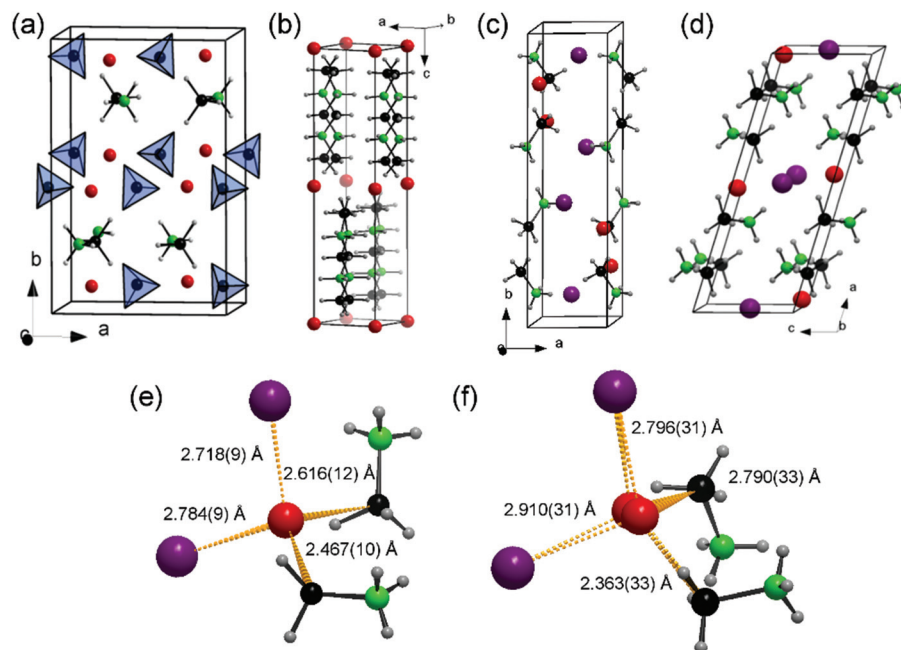 (a)
(b)
(c)
(d)
a
b
c
b
a
c
b
a
c
a
c
b
(e)
(f)
2.718(9) Å
2.616(12) Å
2.784(9) Å
2.467(10) Å
2.796(31) Å
2.790(33) Å
2.910(31) Å
2.363(33) Å